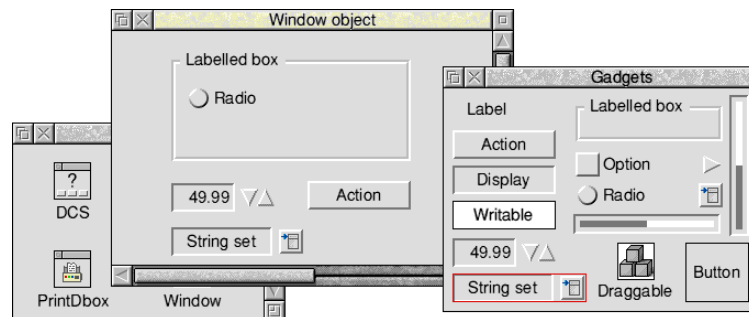 Window object
Labelled box
Radio
49.99
Action
String set
?
DCS
PrintDbox
Window
Gadgets
Label
Labelled box
Action
Option
Display
Radio
Writable
49.99
String set
Draggable
Button